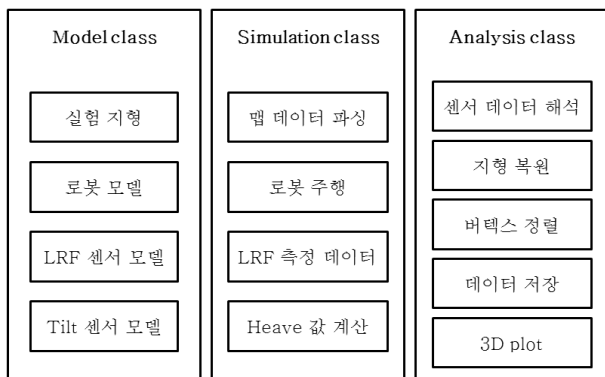 Model class
실험 지형
로봇 모델
LRF 센서 모델
Tilt 센서 모델
Simulation class
맵 데이터 파싱
로봇 주행
LRF 측정 데이터
Heave 값 계산
Analysis class
센서 데이터 해석
지형 복원
버텍스 정렬
데이터 저장
3D plot